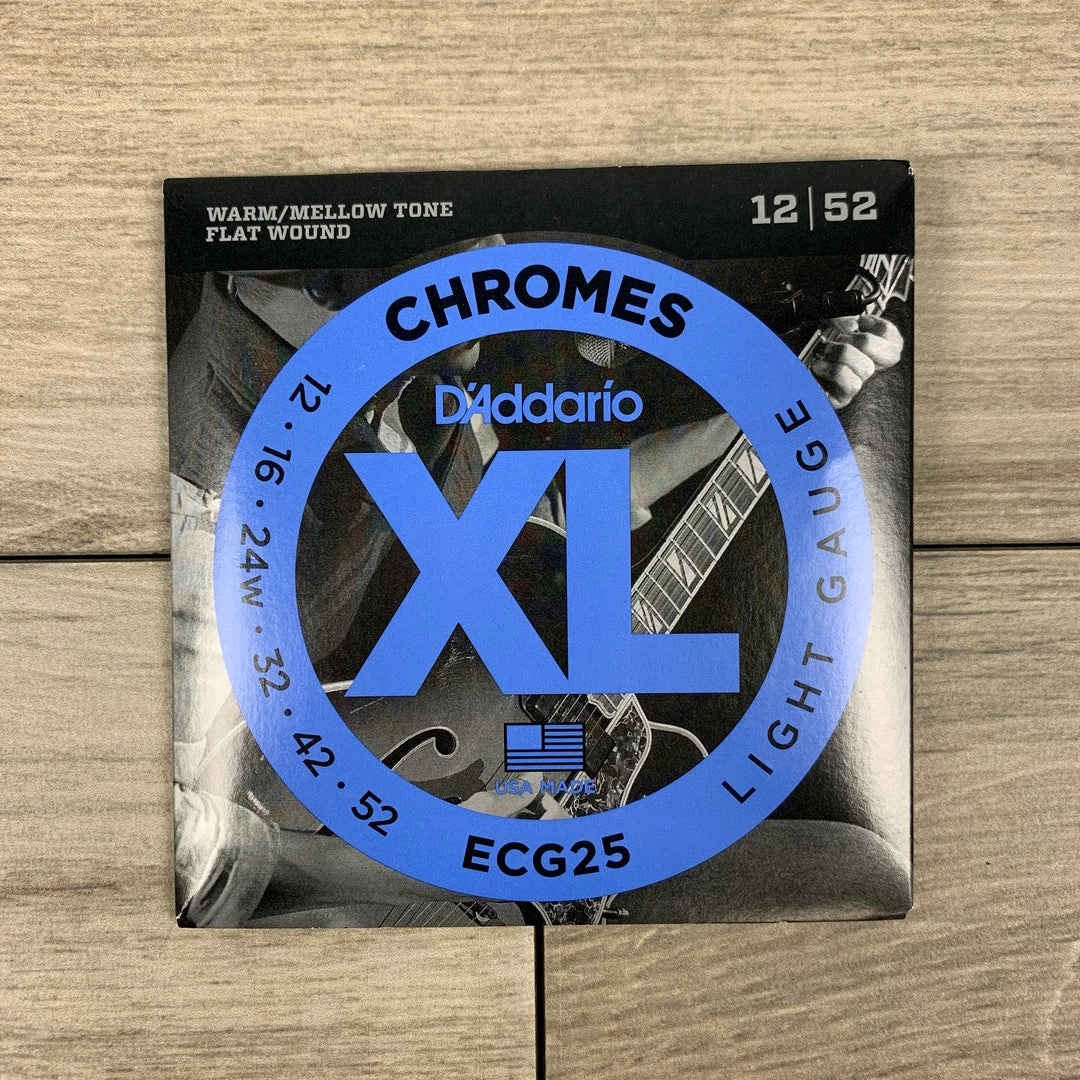 WARM/MELLOW TONE
FLAT WOUND
12|52
CHROMES
D'Addario
XL
12 · 16 · 24W · 32 · 42 · 52
LIGHT GAUGE
USA MADE
ECG25